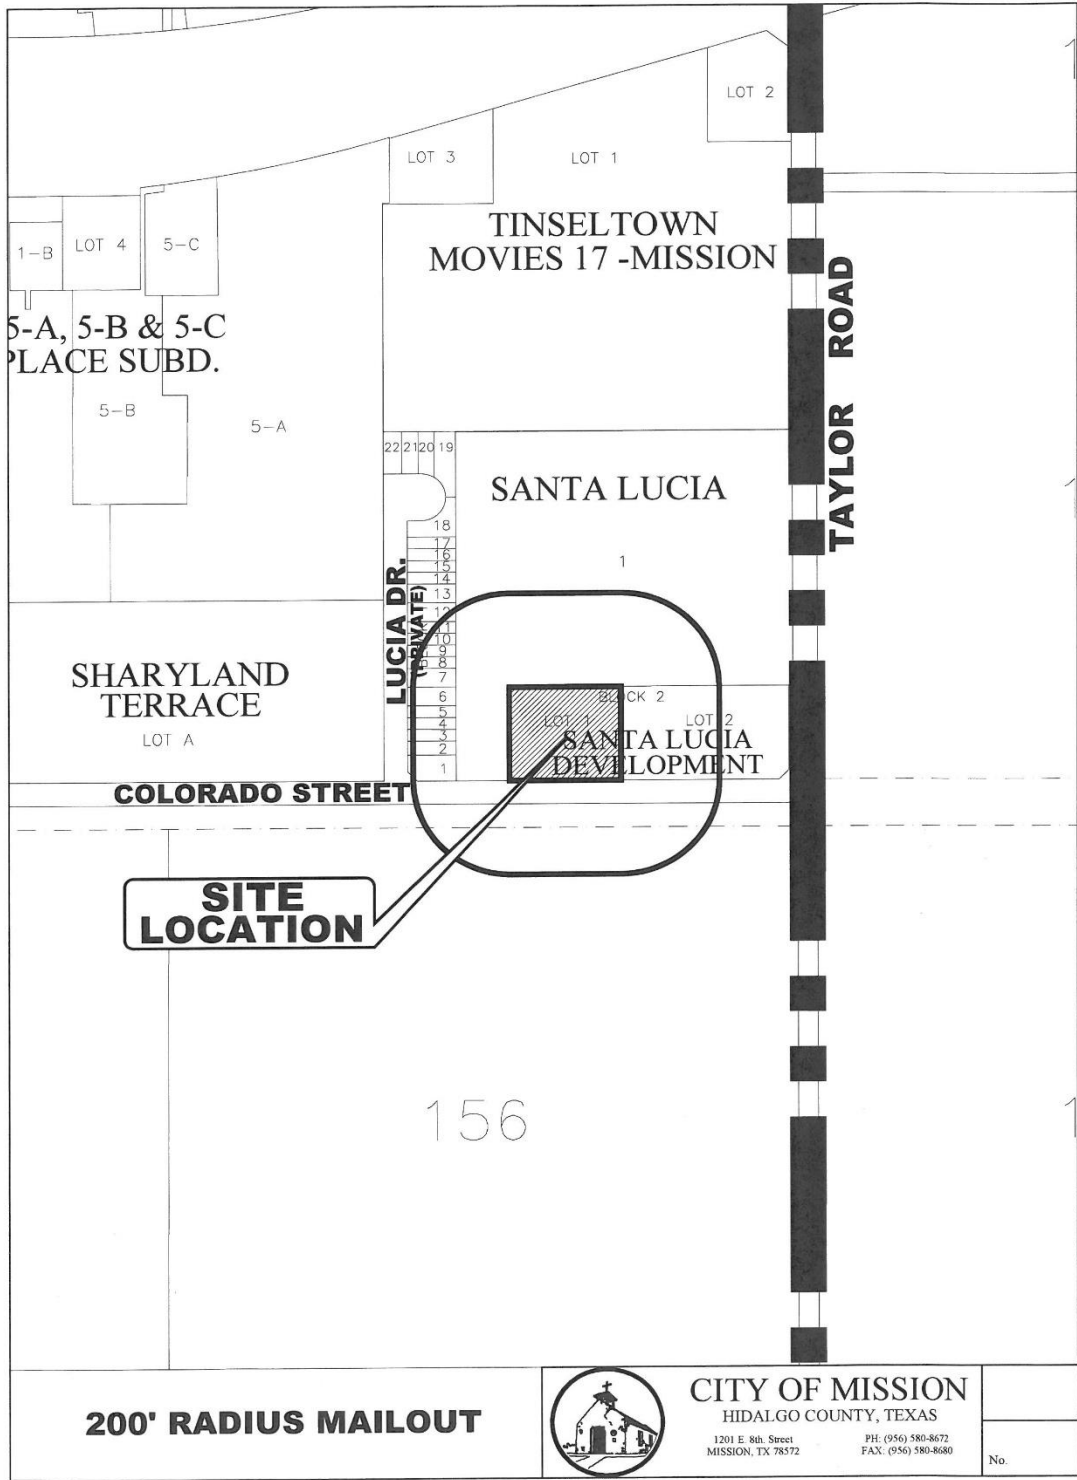 LOT 2
LOT 3
LOT 1
TINSELTOWN
MOVIES 17 -MISSION
1-B
LOT 4
5-C
5-A, 5-B & 5-C
PLACE SUBD.
5-B
5-A
TAYLOR ROAD
22 21 20 19
SANTA LUCIA
1
18
17
16
15
14
13
12
11
10
9
8
7
6
5
4
3
2
1
LUCIA DR.
(PRIVATE)
SHARYLAND
TERRACE
LOT A
BLOCK 2
LOT 1
LOT 2
SANTA LUCIA
DEVELOPMENT
COLORADO STREET
SITE
LOCATION
156
200' RADIUS MAILOUT
CITY OF MISSION
HIDALGO COUNTY, TEXAS
1201 E. 8th. Street
MISSION, TX 78572
PH: (956) 580-8672
FAX: (956) 580-8680
No.